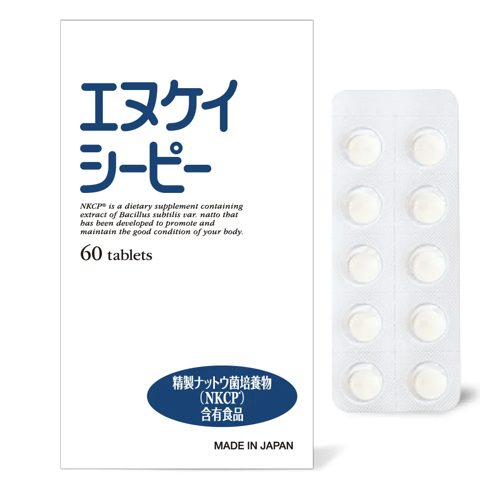 エヌケイ
シーピー
NKCP® is a dietary supplement containing
extract of Bacillus subtilis var. natto that
has been developed to promote and
maintain the good condition of your body.
60 tablets
精製ナットウ菌培養物
(NKCP®)
含有食品
MADE IN JAPAN